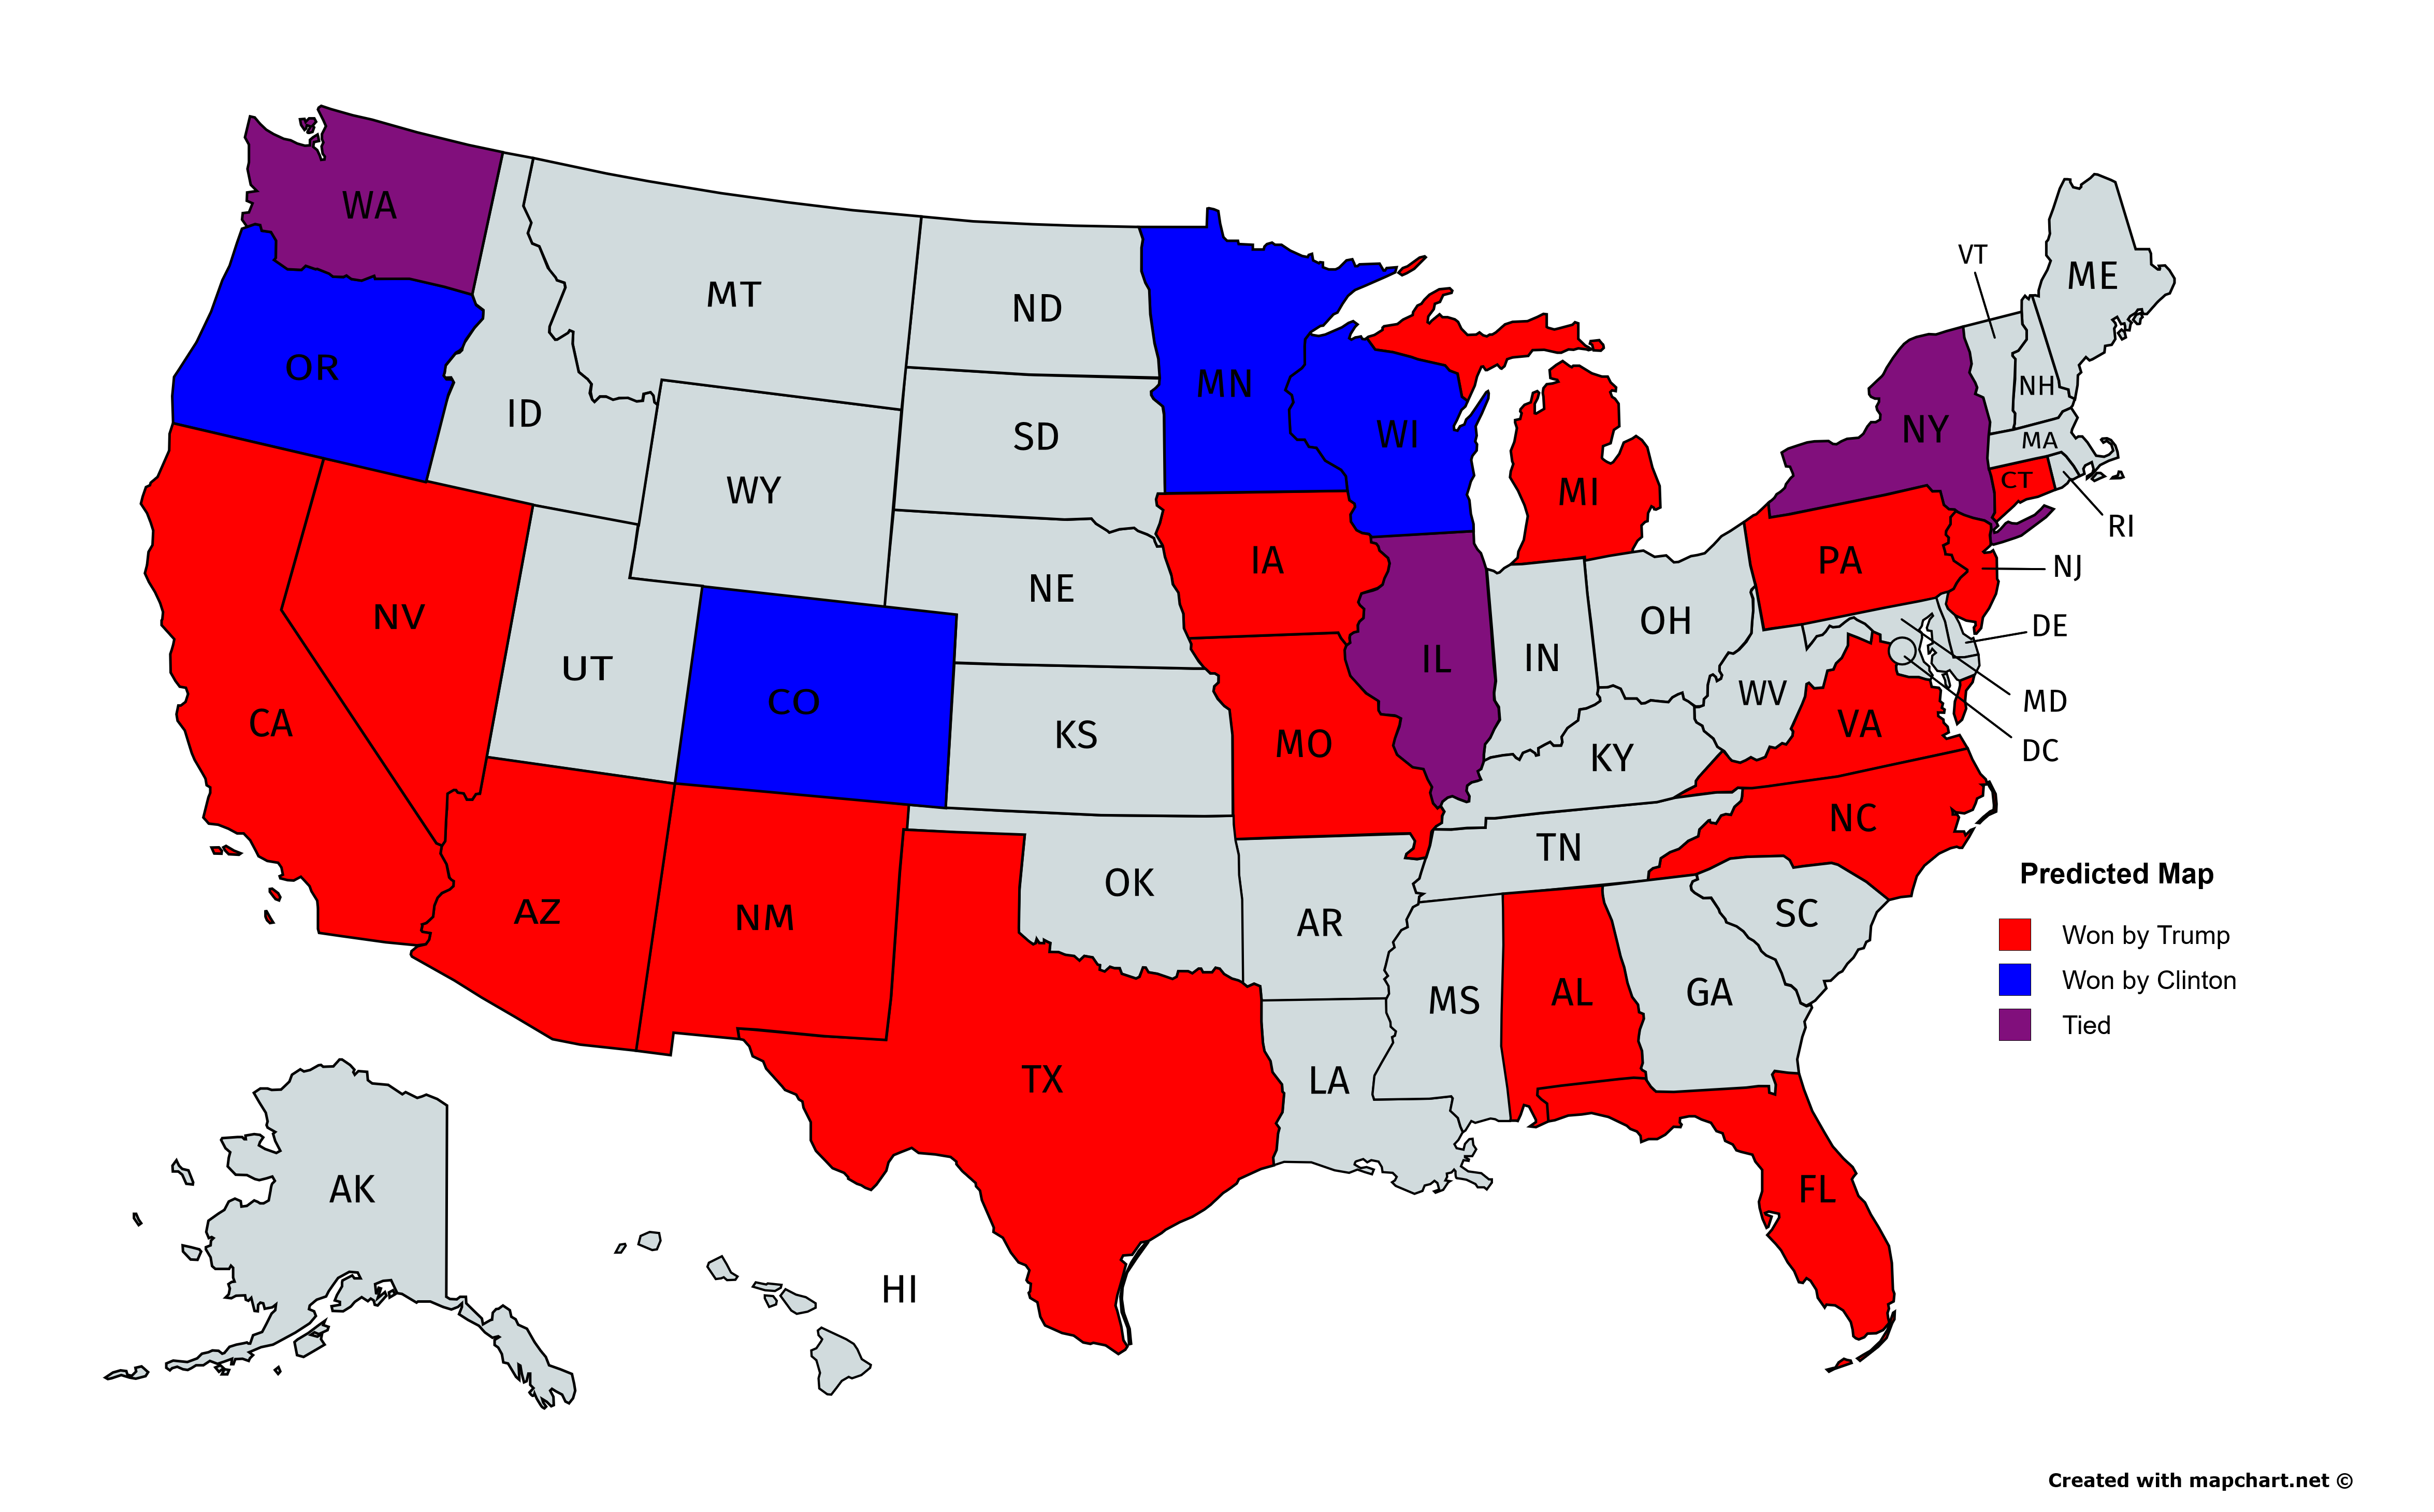 WA
VT
ME
MT
ND
OR
MN
NH
ID
SD
WI
NY
MA
CT
WY
MI
RI
IA
PA
NJ
NE
NV
OH
DE
UT
IL
IN
CO
WV
MD
CA
KS
MO
KY
VA
DC
NC
TN
OK
Predicted Map
AZ
NM
AR
SC
Won by Trump
MS
AL
GA
Won by Clinton
Tied
TX
LA
AK
FL
HI
Created with mapchart.net ©